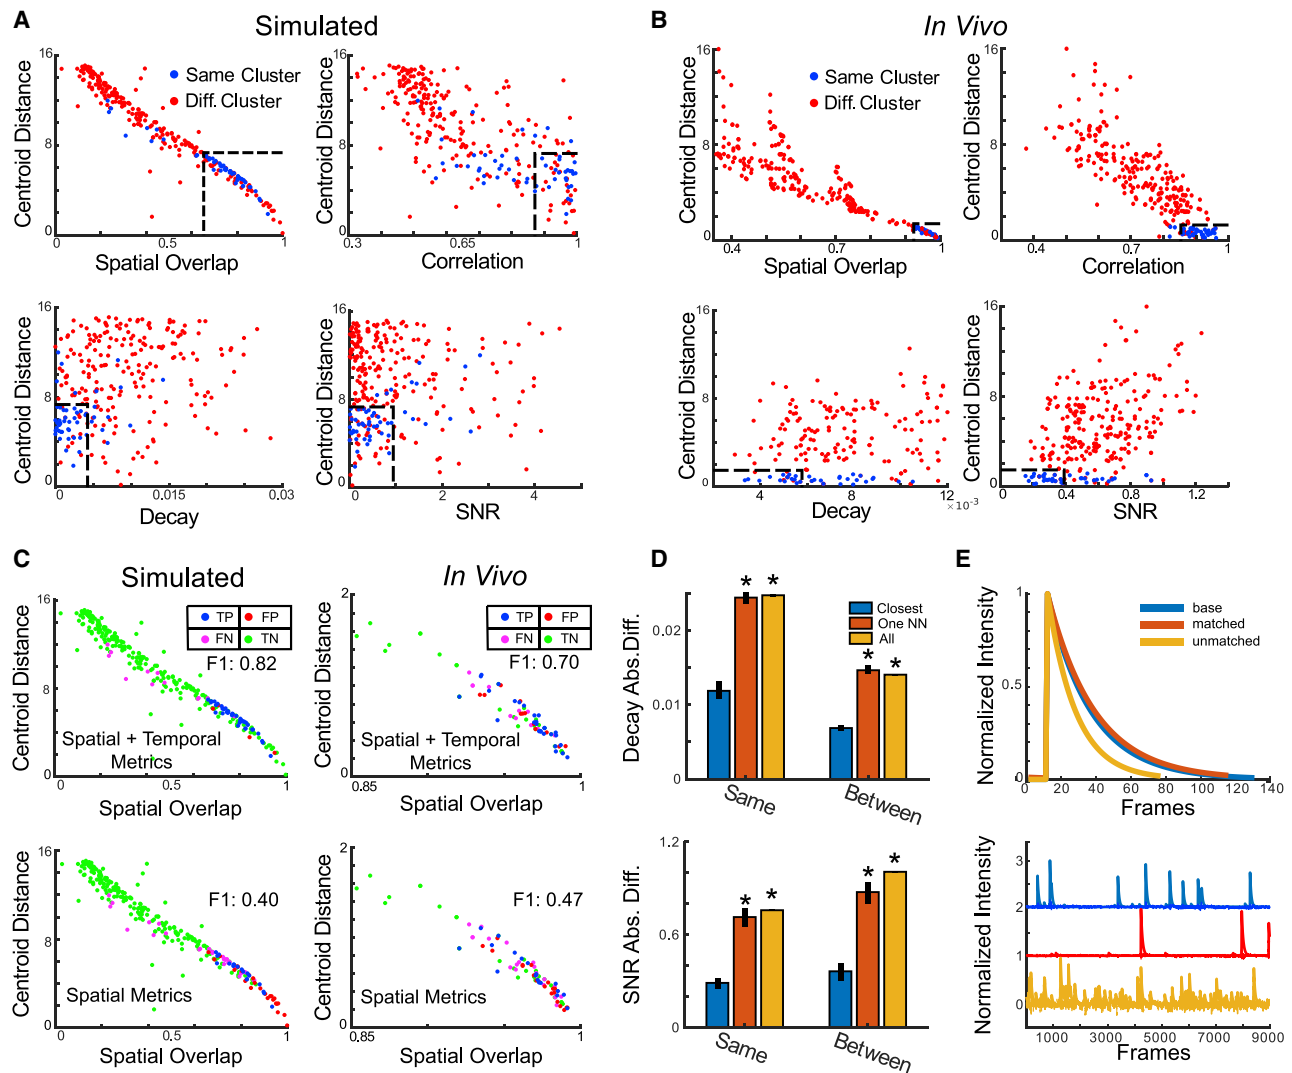 A
Simulated
16
8
0
Centroid Distance
Same Cluster
Diff. Cluster
0 0.5 1
Spatial Overlap
16
8
0
Centroid Distance
0.3 0.65 1
Correlation
16
8
0
Centroid Distance
0 0.015 0.03
Decay
16
8
0
Centroid Distance
0 2 4
SNR
B
In Vivo
16
8
0
Centroid Distance
Same Cluster
Diff. Cluster
0.4 0.7 1
Spatial Overlap
16
8
0
Centroid Distance
0.4 0.7 1
Correlation
16
8
0
Centroid Distance
4 8 12
×10⁻³
Decay
16
8
0
Centroid Distance
0 0.4 0.8 1.2
SNR
C
Simulated
16
8
0
Centroid Distance
TP FP
FN TN
F1: 0.82
Spatial + Temporal
Metrics
0.5 1
Spatial Overlap
In Vivo
2
1
0
Centroid Distance
TP FP
FN TN
F1: 0.70
Spatial + Temporal
Metrics
0.85 1
Spatial Overlap
16
8
0
Centroid Distance
F1: 0.40
Spatial Metrics
0 0.5 1
Spatial Overlap
2
1
0
Centroid Distance
F1: 0.47
Spatial Metrics
0.85 1
Spatial Overlap
D
0.02
0.01
0
Decay Abs.Diff.
* *
* *
Closest
One NN
All
Same Between
1.2
0.6
0
SNR Abs. Diff.
* *
* *
Same Between
E
1
0.5
0
Normalized Intensity
base
matched
unmatched
0 20 40 60 80 100 120 140
Frames
3
2
1
0
Normalized Intensity
1000 3000 5000 7000 9000
Frames